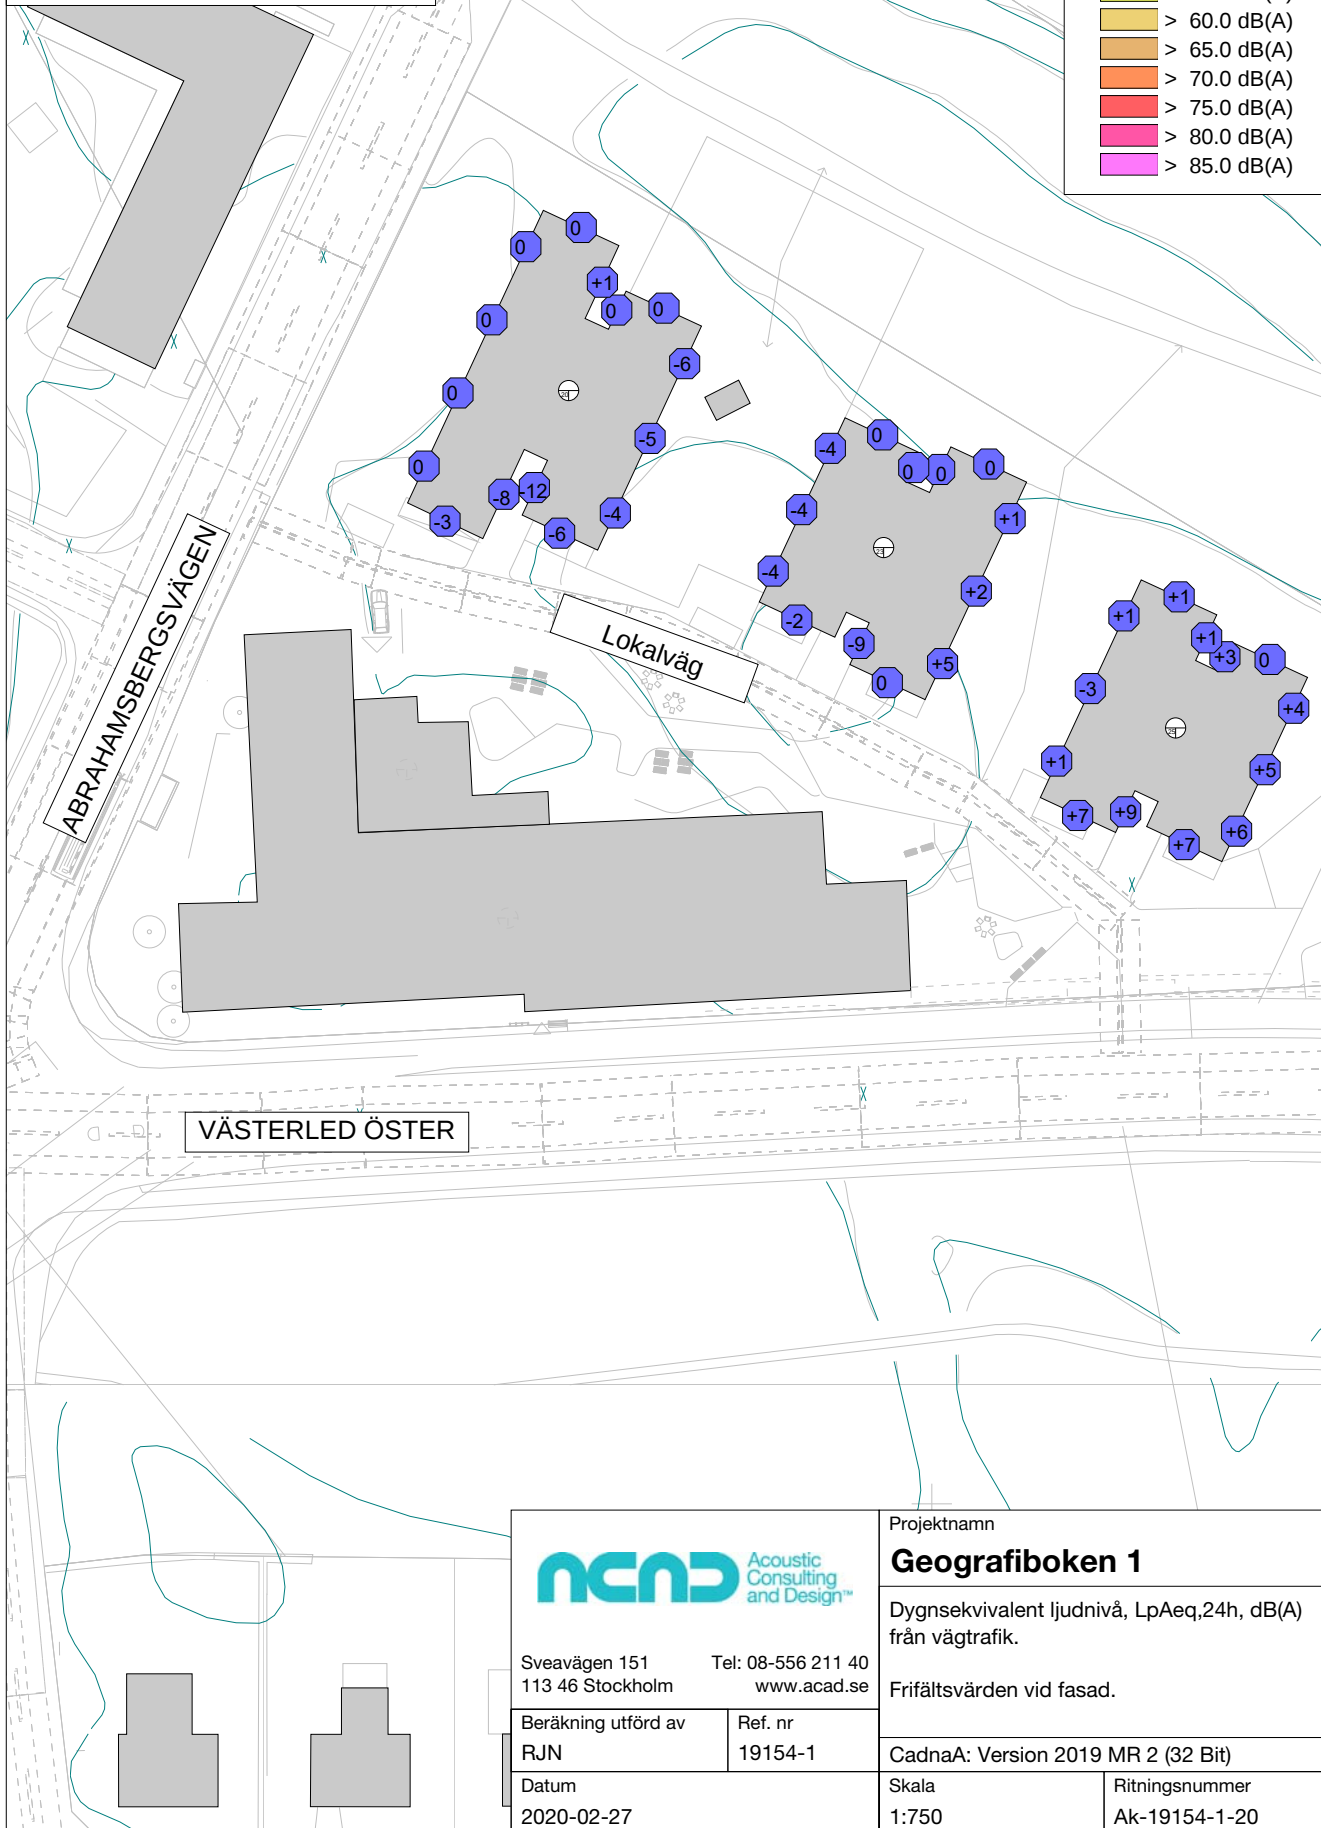 > 60.0 dB(A)
> 65.0 dB(A)
> 70.0 dB(A)
> 75.0 dB(A)
> 80.0 dB(A)
> 85.0 dB(A)
0
0
+1
0
0
0
0
0
-6
-5
-4
-6
-12
-8
-3
0
20
-4
0
0
0
0
+1
-4
+2
-4
-2
-9
0
+5
23
+1
+1
+1
+3
0
+4
-3
+5
+1
+7
+9
+7
+6
25
ABRAHAMSBERGSVÄGEN
Lokalväg
VÄSTERLED ÖSTER
ACAD
Acoustic
Consulting
and Design™
Sveavägen 151
113 46 Stockholm
Tel: 08-556 211 40
www.acad.se
Beräkning utförd av
RJN
Ref. nr
19154-1
Datum
2020-02-27
Projektnamn
Geografiboken 1
Dygnsekvivalent ljudnivå, LpAeq,24h, dB(A)
från vägtrafik.
Frifältsvärden vid fasad.
CadnaA: Version 2019 MR 2 (32 Bit)
Skala
1:750
Ritningsnummer
Ak-19154-1-20